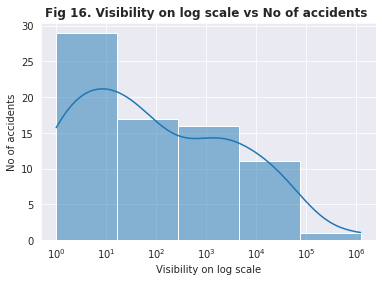 Fig 16. Visibility on log scale vs No of accidents
30
25
20
15
10
5
0
No of accidents
10⁰ 10¹ 10² 10³ 10⁴ 10⁵ 10⁶
Visibility on log scale